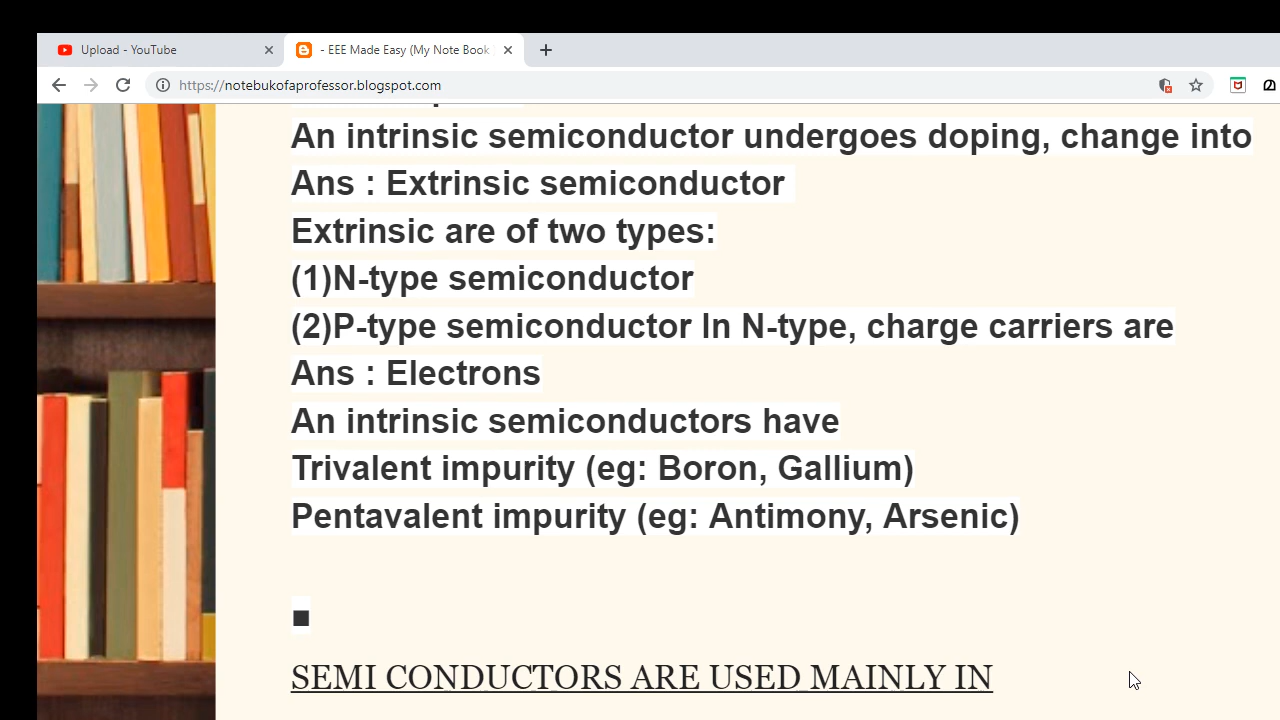 Upload - YouTube
- EEE Made Easy (My Note Book
https://notebukofaprofessor.blogspot.com
An intrinsic semiconductor undergoes doping, change into
Ans : Extrinsic semiconductor
Extrinsic are of two types:
(1)N-type semiconductor
(2)P-type semiconductor In N-type, charge carriers are
Ans : Electrons
An intrinsic semiconductors have
Trivalent impurity (eg: Boron, Gallium)
Pentavalent impurity (eg: Antimony, Arsenic)
SEMI CONDUCTORS ARE USED MAINLY IN